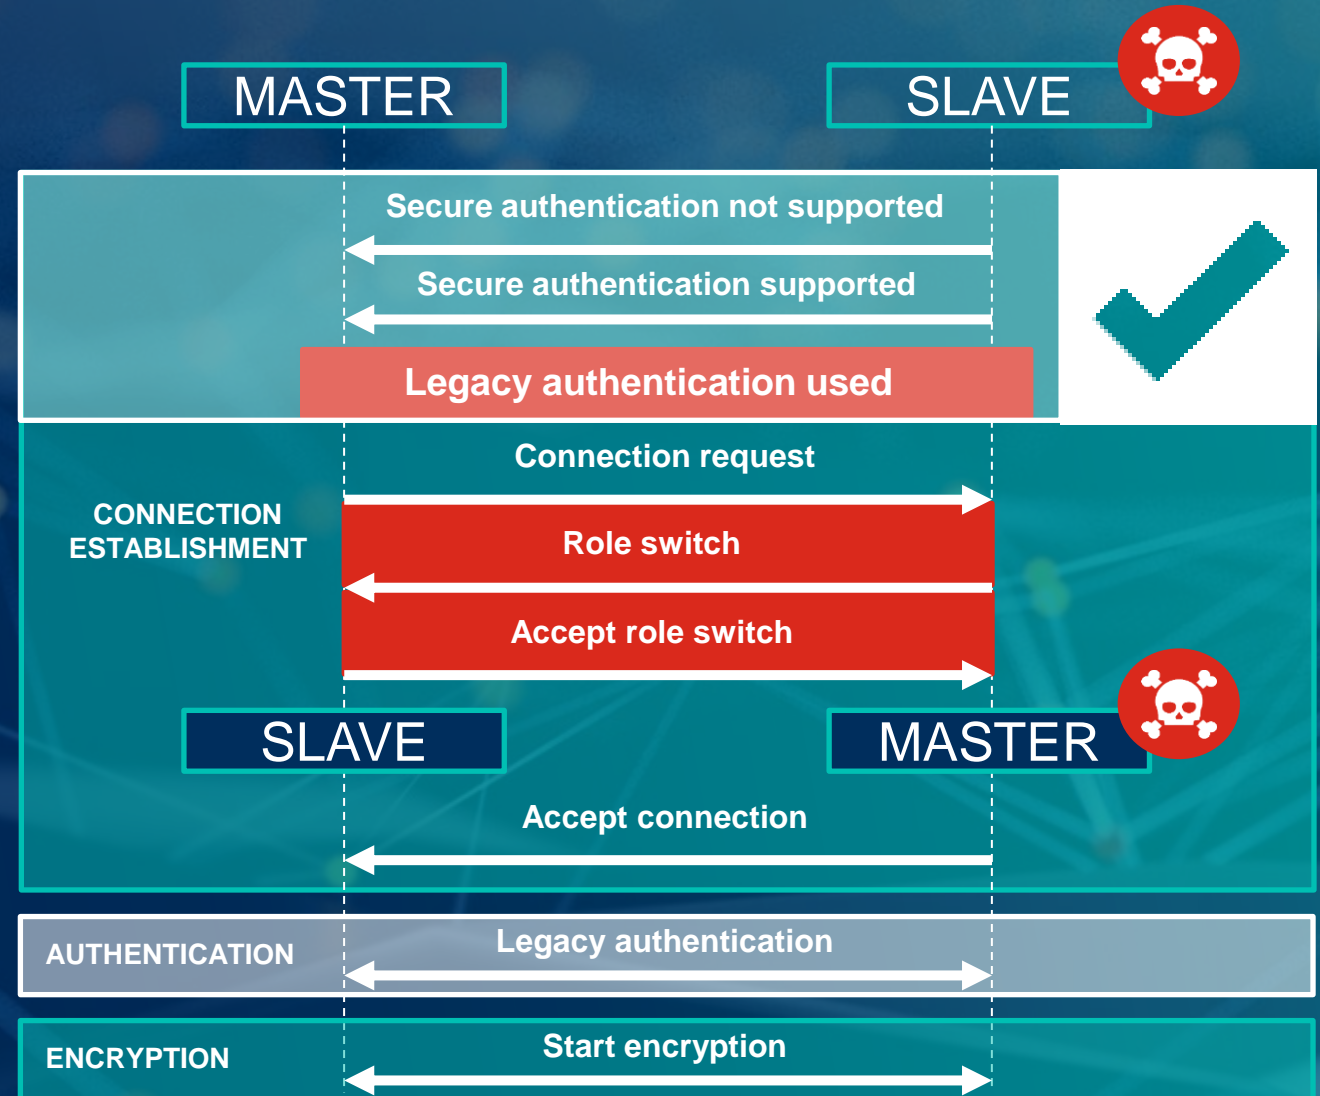 MASTER
SLAVE
Secure authentication not supported
Secure authentication supported
Legacy authentication used
Connection request
CONNECTION
ESTABLISHMENT
Role switch
Accept role switch
SLAVE
MASTER
Accept connection
AUTHENTICATION
Legacy authentication
ENCRYPTION
Start encryption